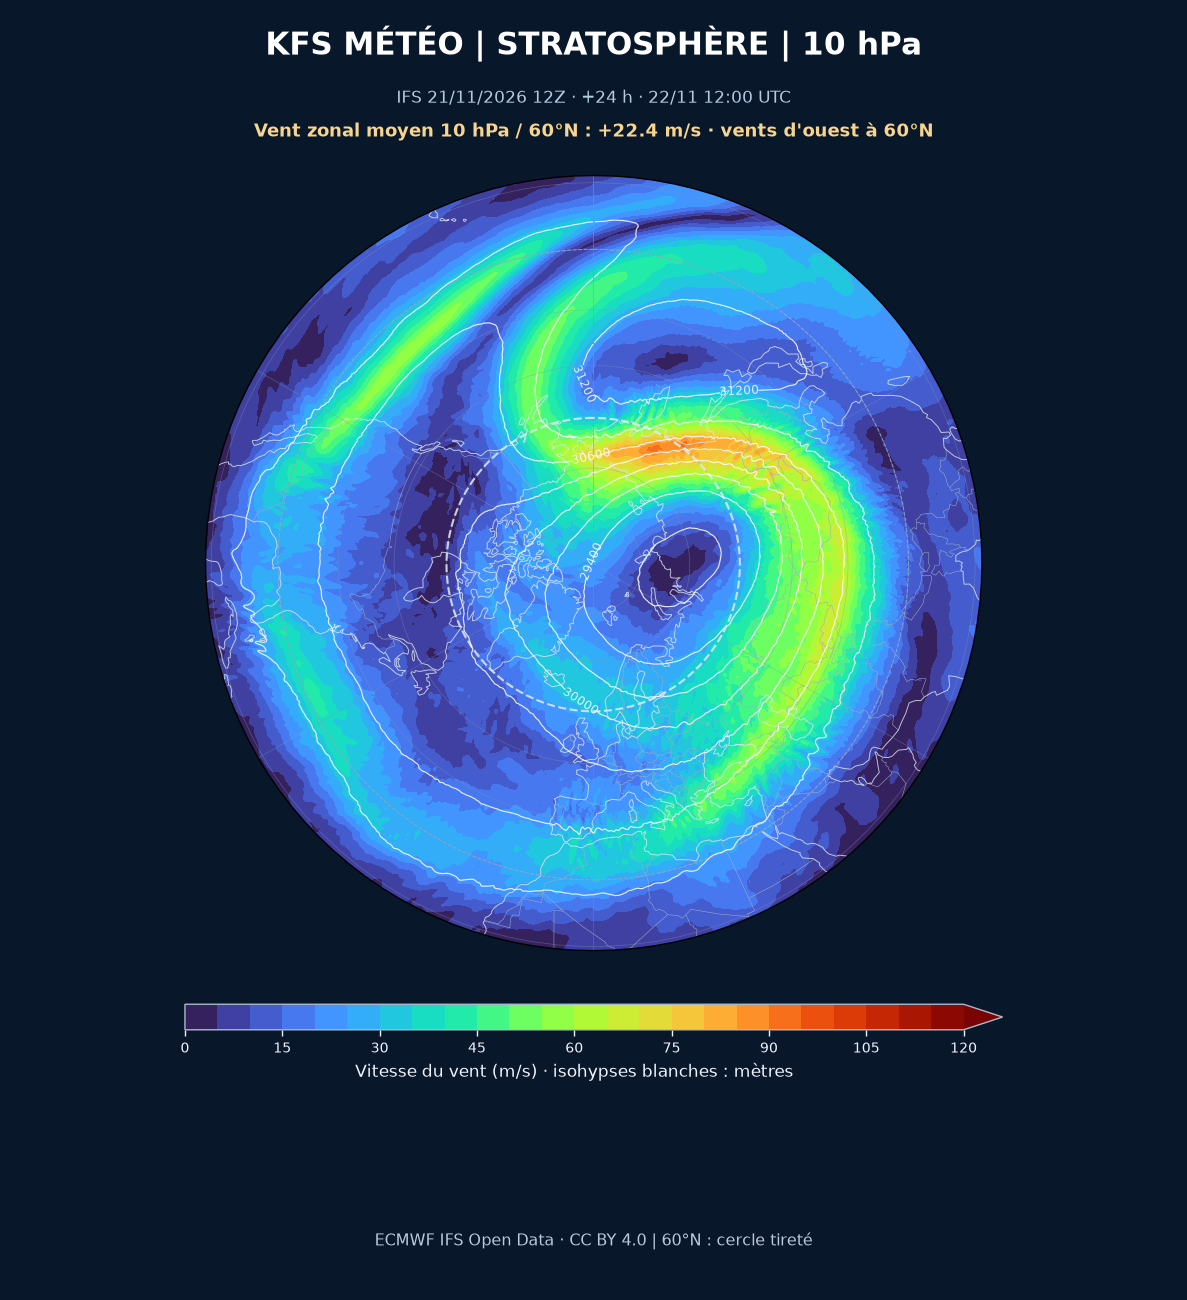 KFS MÉTÉO | STRATOSPHÈRE | 10 hPa
IFS 21/11/2026 12Z · +24 h · 22/11 12:00 UTC
Vent zonal moyen 10 hPa / 60°N : +22.4 m/s · vents d'ouest à 60°N
31200
31200
30600
29400
30000
0 15 30 45 60 75 90 105 120
Vitesse du vent (m/s) · isohypses blanches : mètres
ECMWF IFS Open Data · CC BY 4.0 | 60°N : cercle tireté